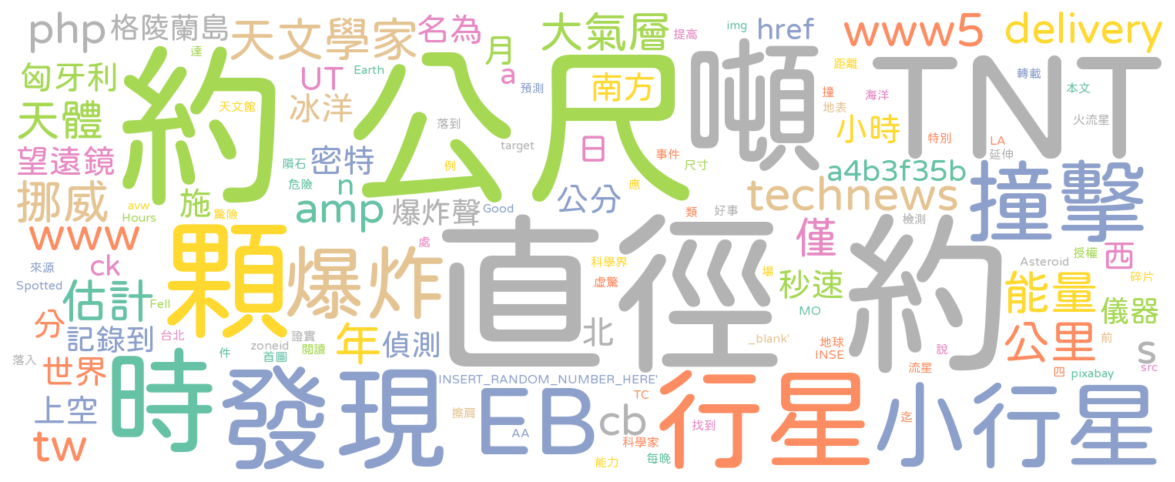 php
格陵蘭島
天文學家
名為
大氣層
提高
img
href
www5
delivery
達
月
a
匈牙利
UT
Earth
預測
約
公尺
南方
噸
TNT
距離
轉載
本文
天文館
冰洋
落到
撞
海洋
地表
天體
小時
火流星
target
特別
LA
延伸
望遠鏡
隕石
密特
日
事件
尺寸
危險
n
例
應
a4b3f35b
挪威
施
amp
爆炸聲
Good
公分
technews
撞擊
avw
Hours
驚險
類
好事
檢測
www
顆
爆炸
直徑
約
僅
處
授權
西
來源
ck
科學界
場
秒速
Asteroid
碎片
Spotted
估計
Fell
虛驚
能量
儀器
MO
分
記錄到
台北
證實
年
偵測
北
_blank'
地球
INSE
公里
前
說
s
落入
件
zoneid
首圖
閱讀
世界
時
發現
INSERT_RANDOM_NUMBER_HERE'
流星
四
src
pixabay
上空
擦肩
EB
AA
cb
TC
行星
找到
迄
小行星
tw
科學家
能力
每晚